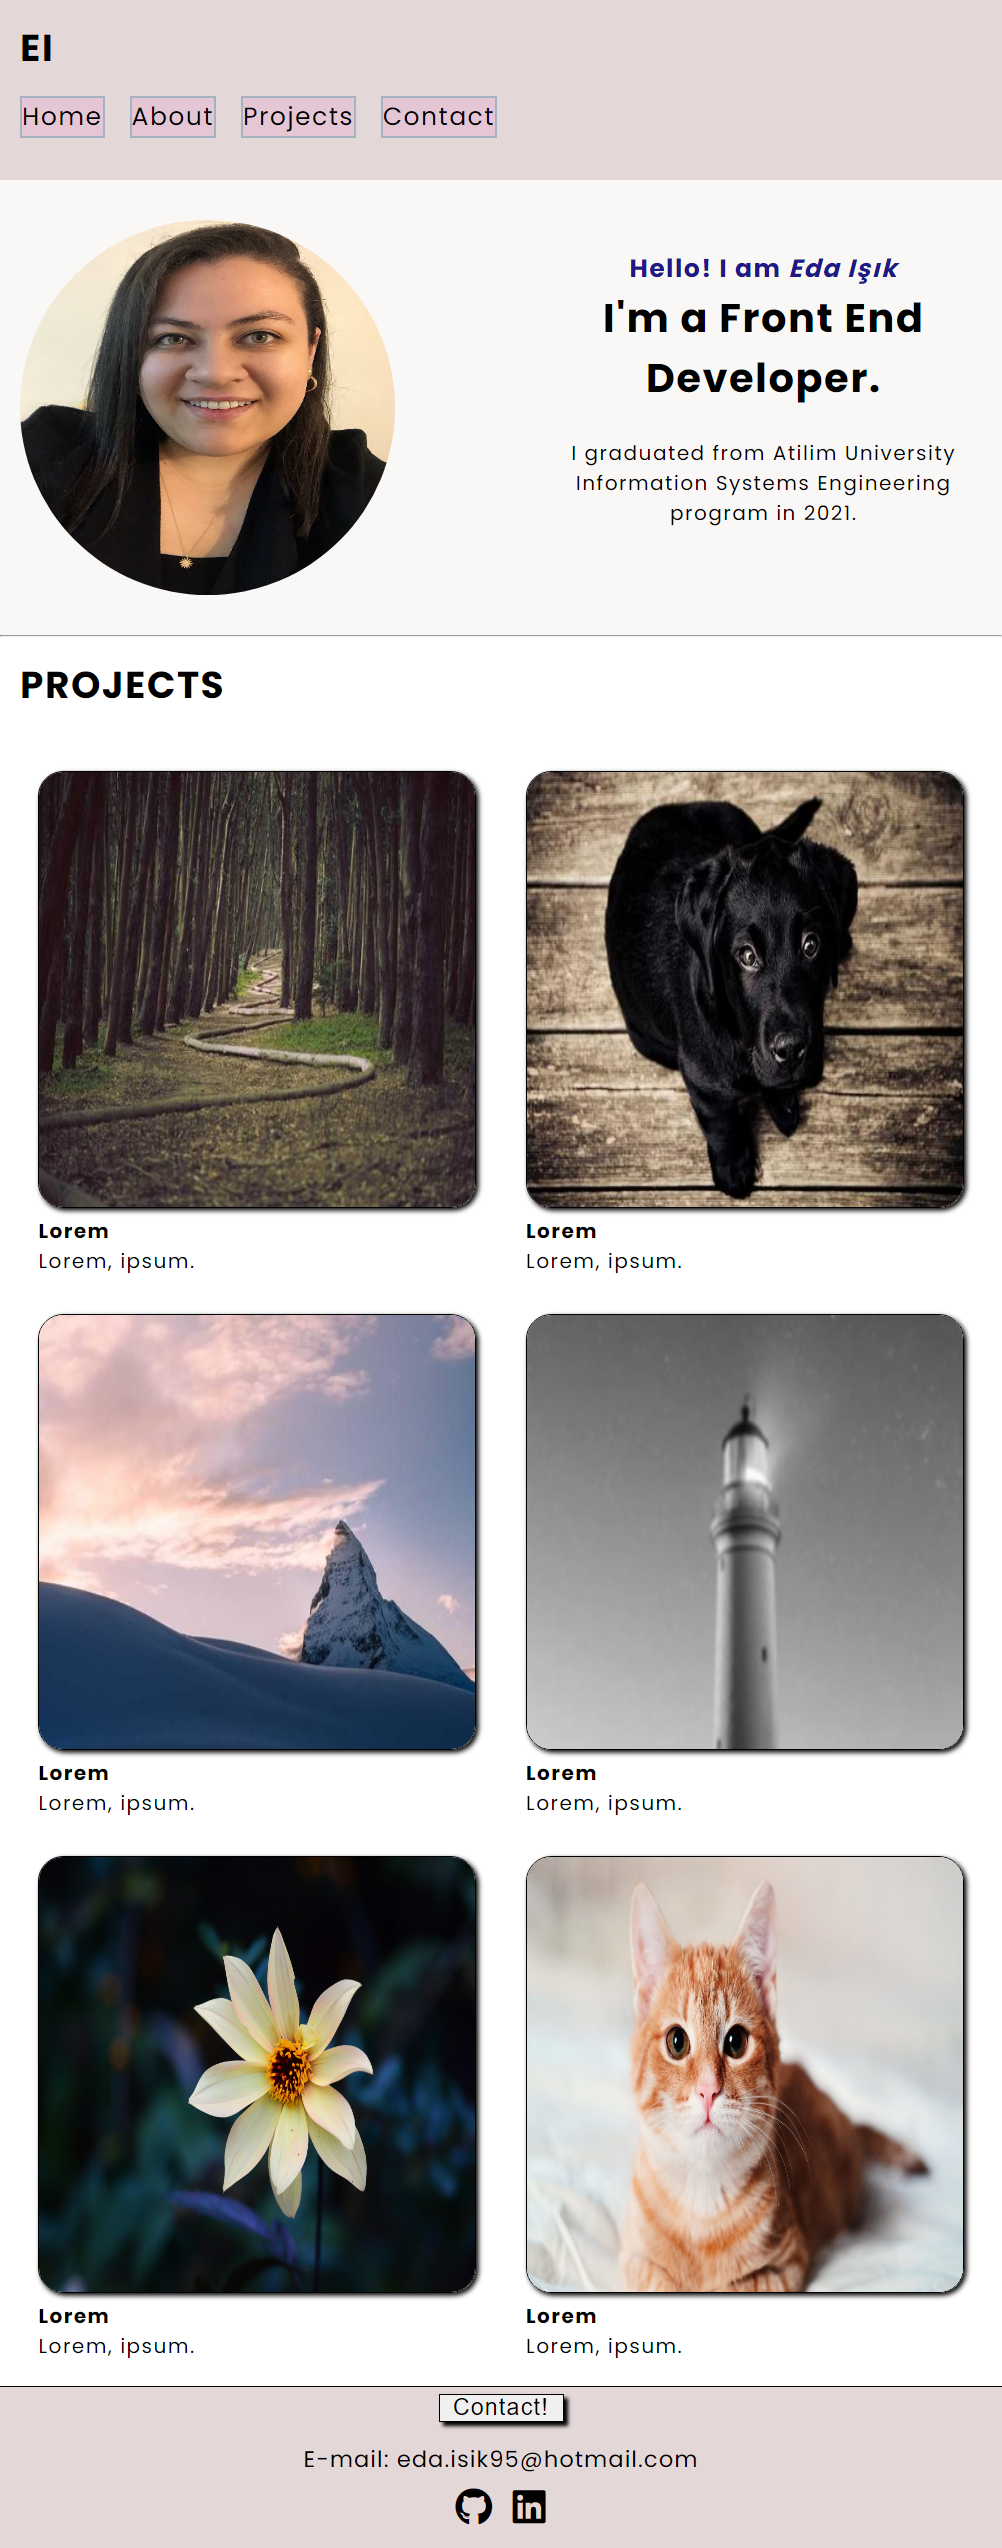 EI
Home About Projects Contact
Hello! I am Eda Işık
I'm a Front End
Developer.
I graduated from Atilim University
Information Systems Engineering
program in 2021.
PROJECTS
Lorem
Lorem, ipsum.
Lorem
Lorem, ipsum.
Lorem
Lorem, ipsum.
Lorem
Lorem, ipsum.
Lorem
Lorem, ipsum.
Lorem
Lorem, ipsum.
Contact!
E-mail: eda.isik95@hotmail.com
in